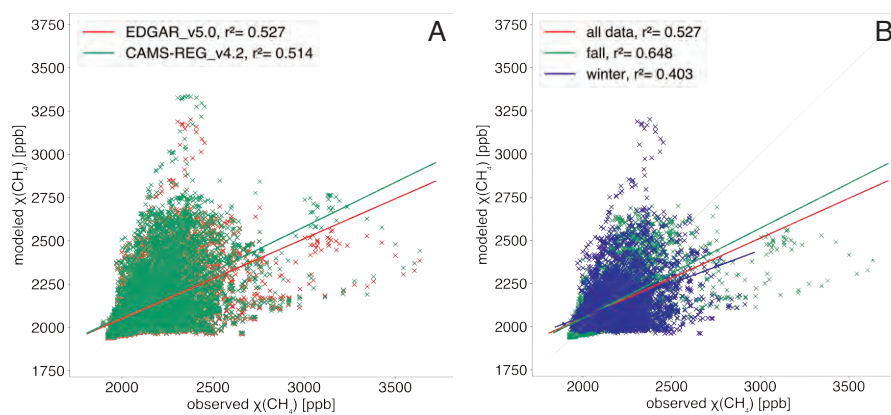 A
EDGAR_v5.0, r²= 0.527
CAMS-REG_v4.2, r²= 0.514
modeled χ(CH₄) [ppb]
3750
3500
3250
3000
2750
2500
2250
2000
1750
2000 2500 3000 3500
observed χ(CH₄) [ppb]
B
all data, r²= 0.527
fall, r²= 0.648
winter, r²= 0.403
modeled χ(CH₄) [ppb]
3750
3500
3250
3000
2750
2500
2250
2000
1750
2000 2500 3000 3500
observed χ(CH₄) [ppb]